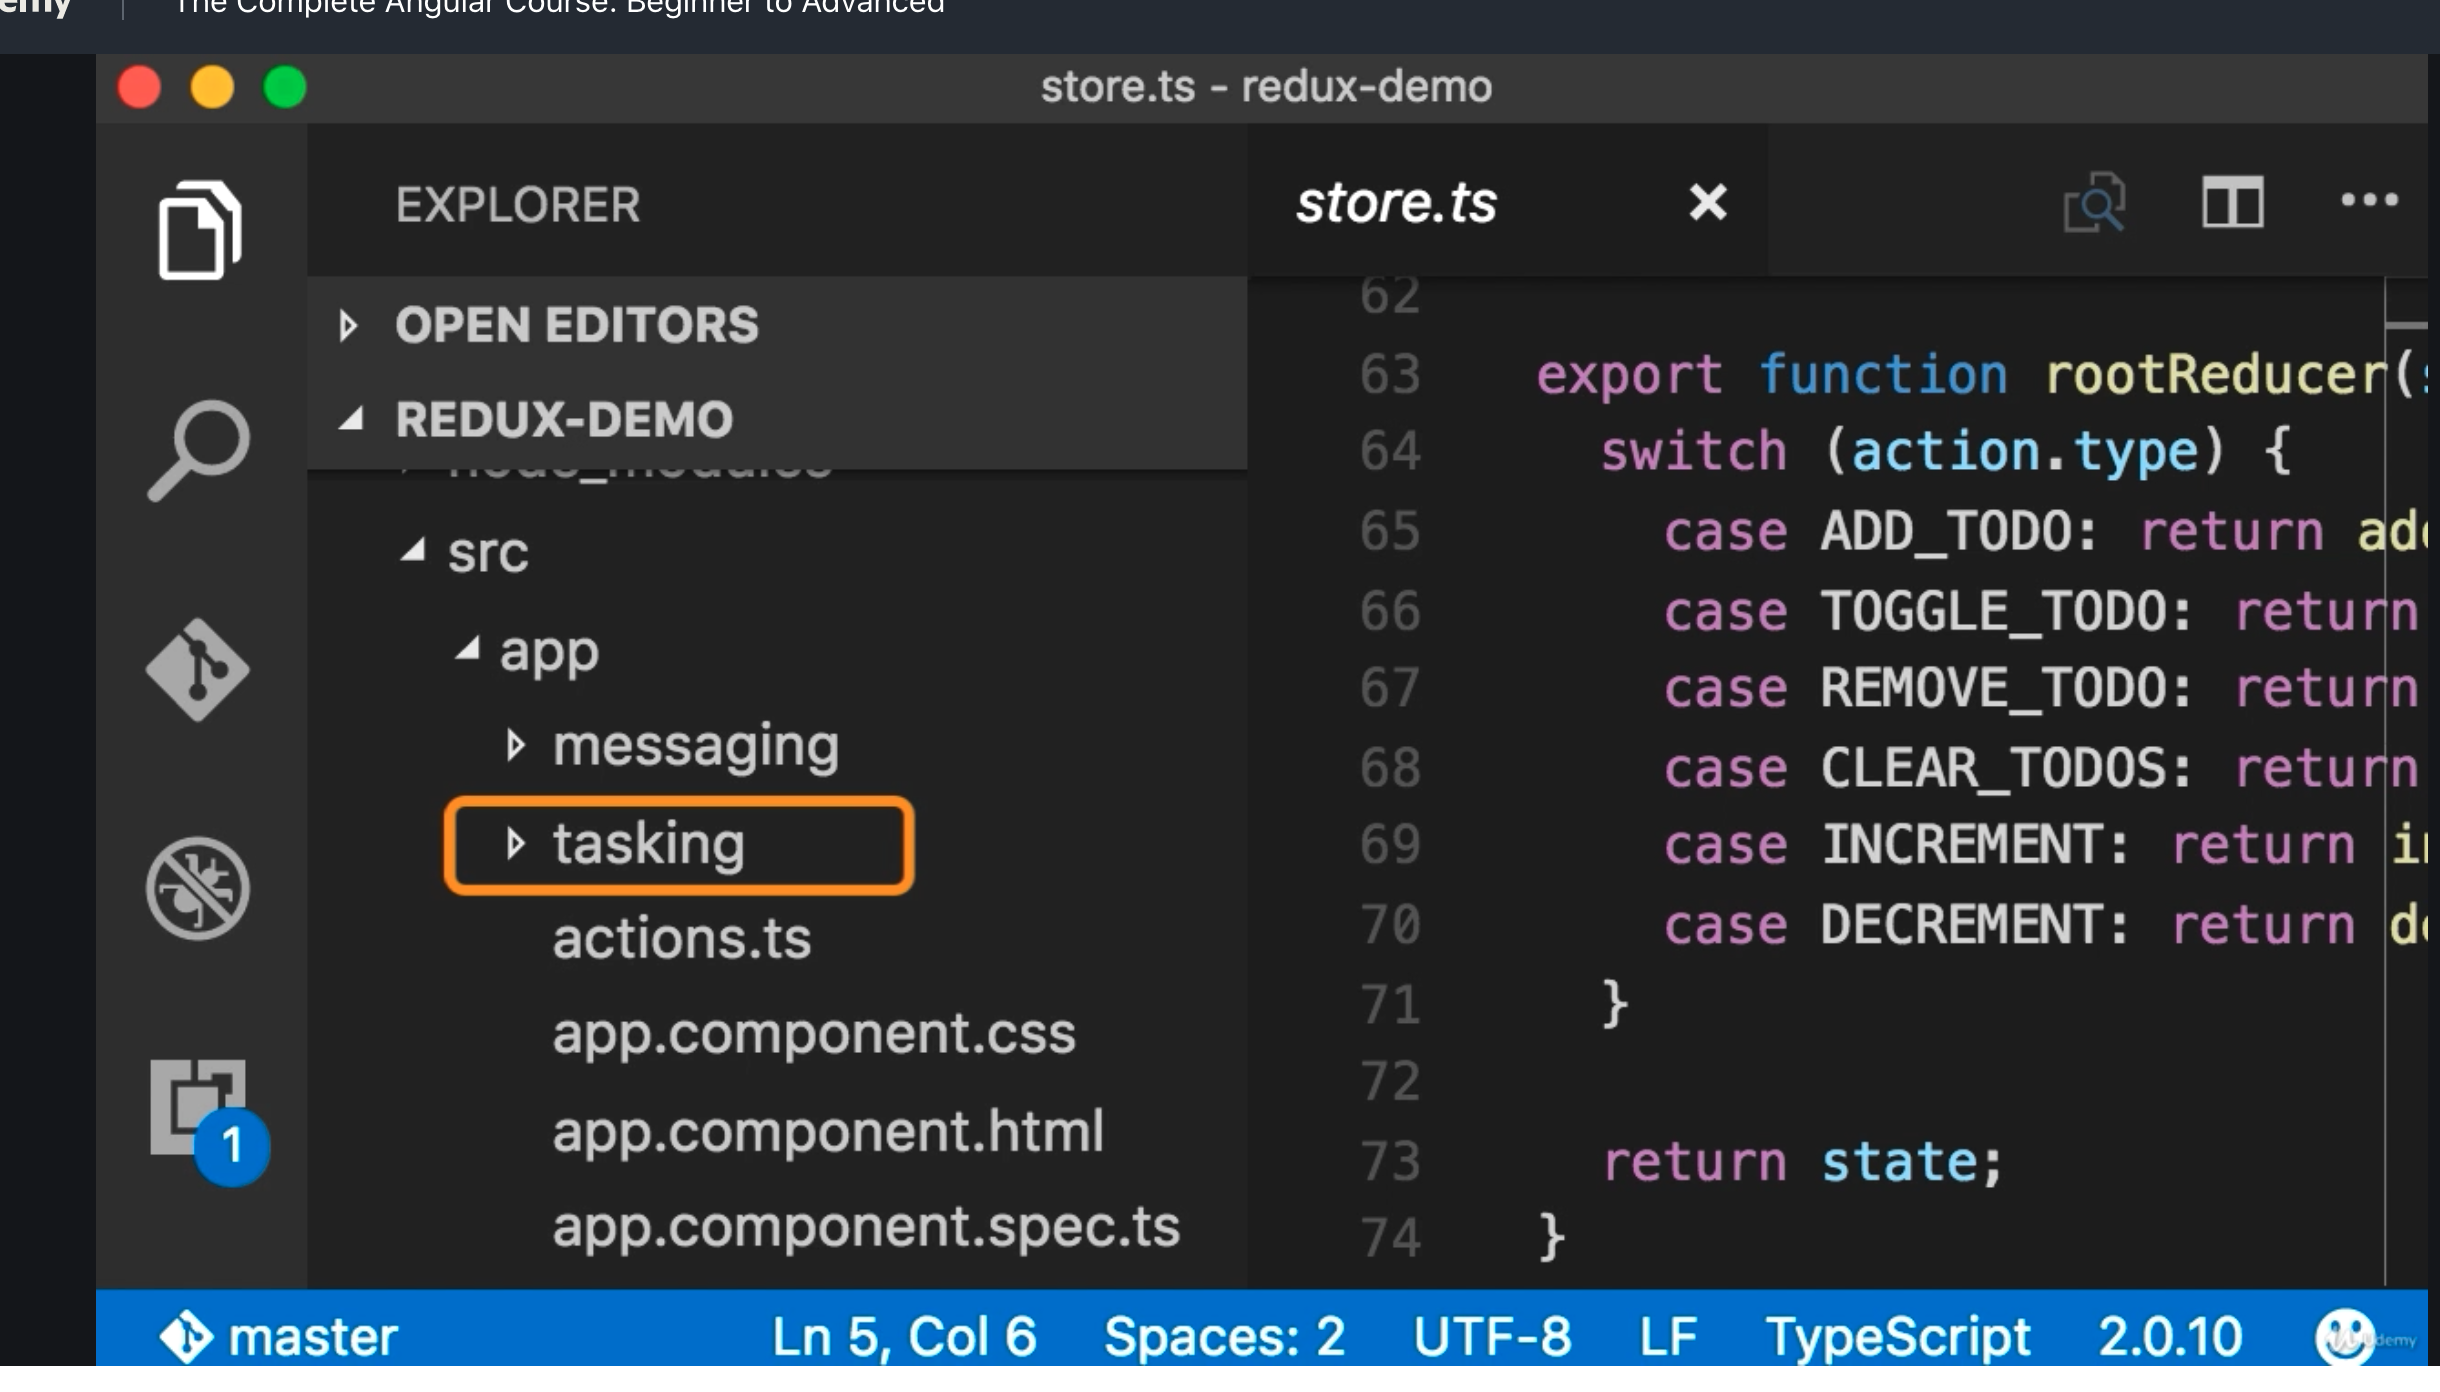 The Complete Angular Course: Beginner to Advanced
store.ts - redux-demo
EXPLORER
OPEN EDITORS
REDUX-DEMO
node_modules
src
app
messaging
tasking
actions.ts
app.component.css
app.component.html
app.component.spec.ts
store.ts
62
63 export function rootReducer(
64 switch (action.type) {
65 case ADD_TODO: return
66 case TOGGLE_TODO: return
67 case REMOVE_TODO: return
68 case CLEAR_TODOS: return
69 case INCREMENT: return
70 case DECREMENT: return
71 }
72
73 return state;
74 }
1
master Ln 5, Col 6 Spaces: 2 UTF-8 LF TypeScript 2.0.10
Udemy